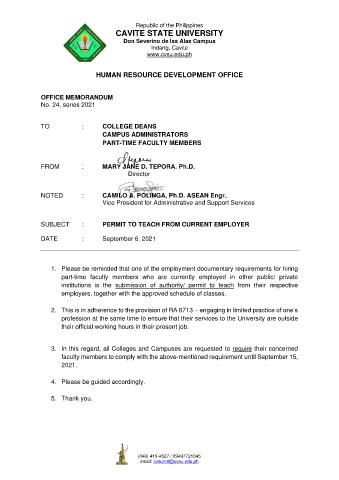 Republic of the Philippines
CAVITE STATE UNIVERSITY
Don Severino de las Alas Campus
Indang, Cavite
www.cvsu.edu.ph
HUMAN RESOURCE DEVELOPMENT OFFICE
OFFICE MEMORANDUM
No. 24, series 2021
TO : COLLEGE DEANS
CAMPUS ADMINISTRATORS
PART-TIME FACULTY MEMBERS
FROM : MARY JANE D. TEPORA. Ph.D.
Director
NOTED : CAMILO A. POLINGA, Ph.D. ASEAN Engr.
Vice President for Administrative and Support Services
SUBJECT : PERMIT TO TEACH FROM CURRENT EMPLOYER
DATE : September 6, 2021
1. Please be reminded that one of the employment documentary requirements for hiring
part-time faculty members who are currently employed in other public/ private
institutions is the submission of authority/ permit to teach from their respective
employers, together with the approved schedule of classes.
2. This is in adherence to the provision of RA 6713 – engaging in limited practice of one's
profession at the same time to ensure that their services to the University are outside
their official working hours in their present job.
3. In this regard, all Colleges and Campuses are requested to require their concerned
faculty members to comply with the above-mentioned requirement until September 15,
2021.
4. Please be guided accordingly.
5. Thank you.
(046) 415-4527 / 09497721045
email: